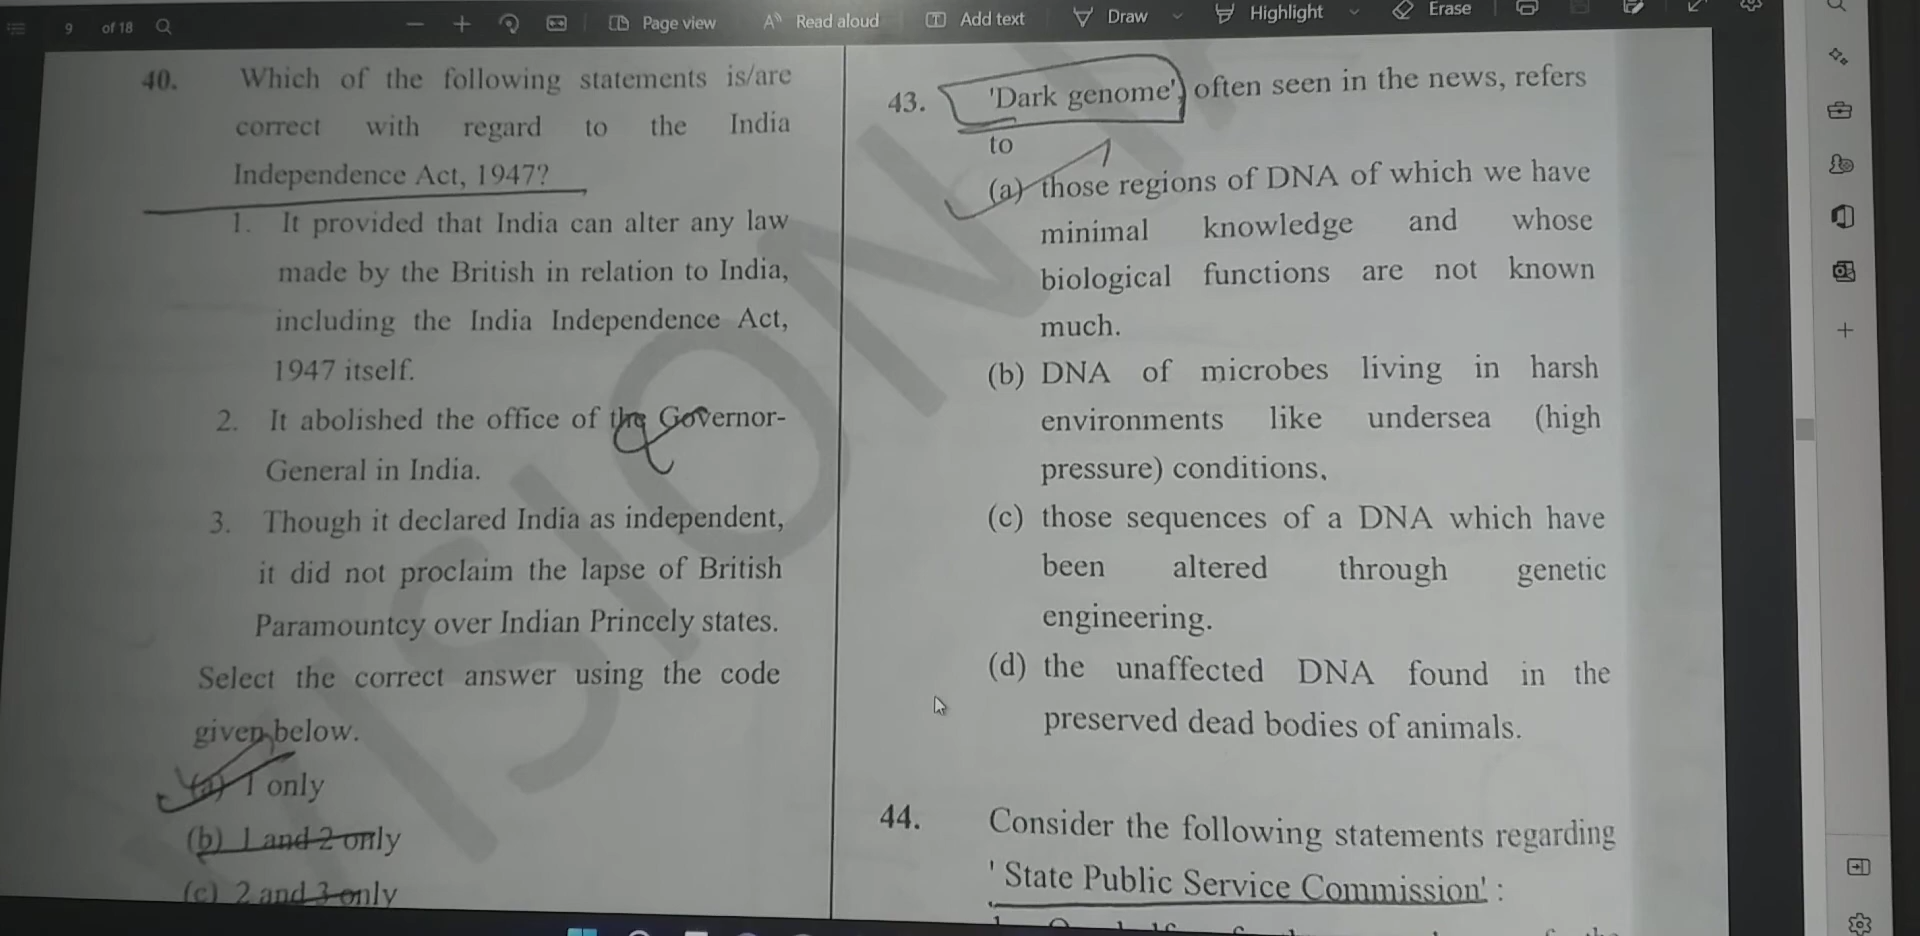 9 of 18
Page view
Read aloud
Add text
Draw
Highlight
Erase
40. Which of the following statements is/are
correct with regard to the India
Independence Act, 1947?
1. It provided that India can alter any law
made by the British in relation to India,
including the India Independence Act,
1947 itself.
2. It abolished the office of the Governor-
General in India.
3. Though it declared India as independent,
it did not proclaim the lapse of British
Paramountcy over Indian Princely states.
Select the correct answer using the code
given below.
(a) 1 only
(b) 1 and 2 only
(c) 2 and 3 only
43. 'Dark genome', often seen in the news, refers
to
(a) those regions of DNA of which we have
minimal knowledge and whose
biological functions are not known
much.
(b) DNA of microbes living in harsh
environments like undersea (high
pressure) conditions.
(c) those sequences of a DNA which have
been altered through genetic
engineering.
(d) the unaffected DNA found in the
preserved dead bodies of animals.
44. Consider the following statements regarding
' State Public Service Commission' :
VISION IA